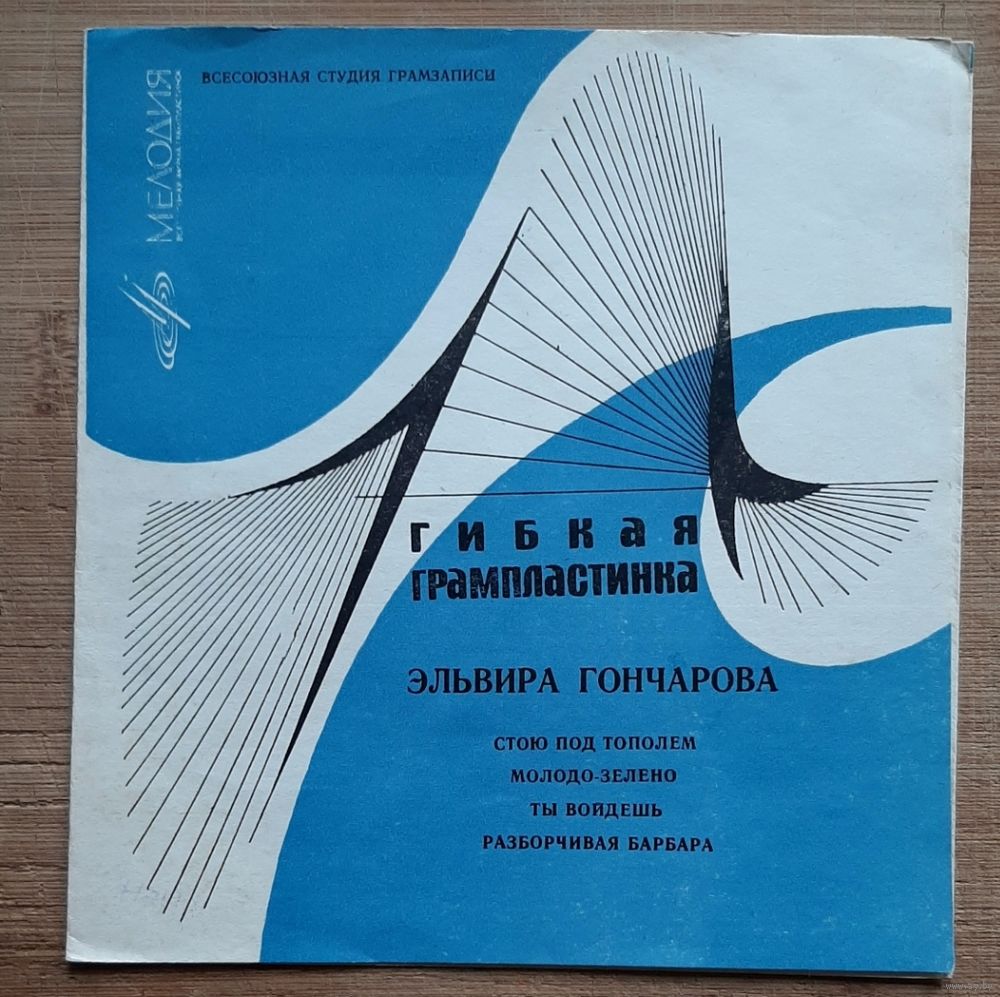 ВСЕСОЮЗНАЯ СТУДИЯ ГРАМЗАПИСИ
МЕЛОДИЯ
гибкая
грампластинка
ЭЛЬВИРА ГОНЧАРОВА
СТОЮ ПОД ТОПОЛЕМ
МОЛОДО-ЗЕЛЕНО
ТЫ ВОЙДЕШЬ
РАЗБОРЧИВАЯ БАРБАРА